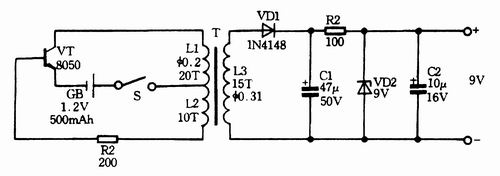 VT
8050
GB
1.2V
500mAh
S
R2
200
L1
φ0.2
20T
L2
10T
T
L3
15T
φ0.31
VD1
1N4148
R2
100
+
C1
47μ
50V
VD2
9V
+
C2
10μ
16V
+
9V
−